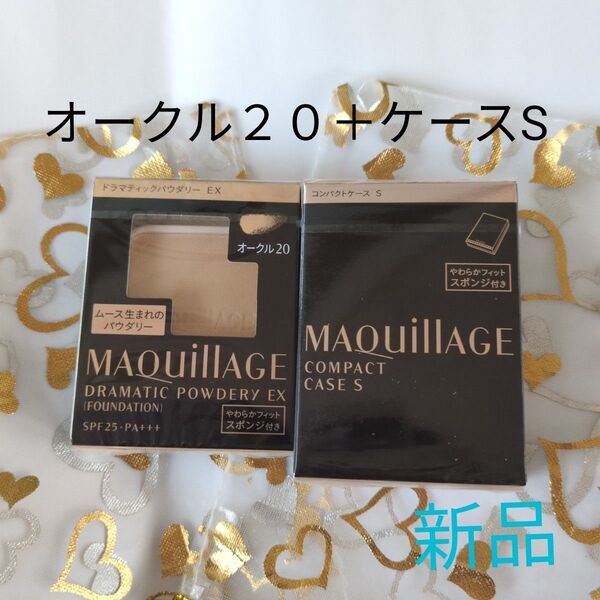 オークル２０＋ケースS
ドラマティックパウダリー EX
オークル20
ムース生まれの
パウダリー
MAQuillAGE
DRAMATIC POWDERY EX
(FOUNDATION)
やわらかフィット
スポンジ付き
SPF25・PA+++
コンパクトケース S
やわらかフィット
スポンジ付き
MAQuillAGE
COMPACT
CASE S
新品